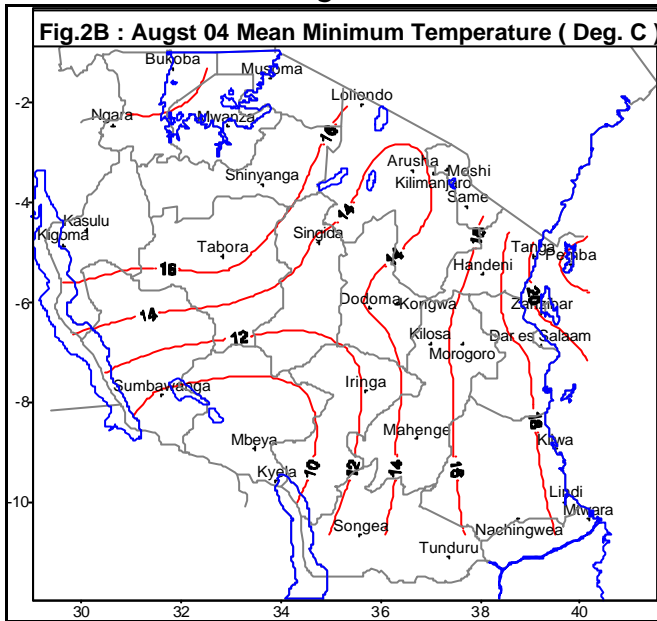 Fig.2B : Augst 04 Mean Minimum Temperature ( Deg. C )
Bukoba
Musoma
-2
Loliendo
Ngara
Mwanza
16
Arusha
Moshi
Shinyanga
Kilimanjaro
Same
-4
14
Kasulu
Kigoma
Singida
Tabora
14
Tanga
Pemba
16
Handeni
20
-6
14
Dodoma
Kongwa
Zanzibar
12
Kilosa
Dar es Salaam
Morogoro
Sumbawanga
Iringa
-8
Mahenge
18
Mbeya
Kilwa
Kyela
10
12
14
16
-10
Lindi
Mtwara
Songea
Nachingwea
Tunduru
30
32
34
36
38
40